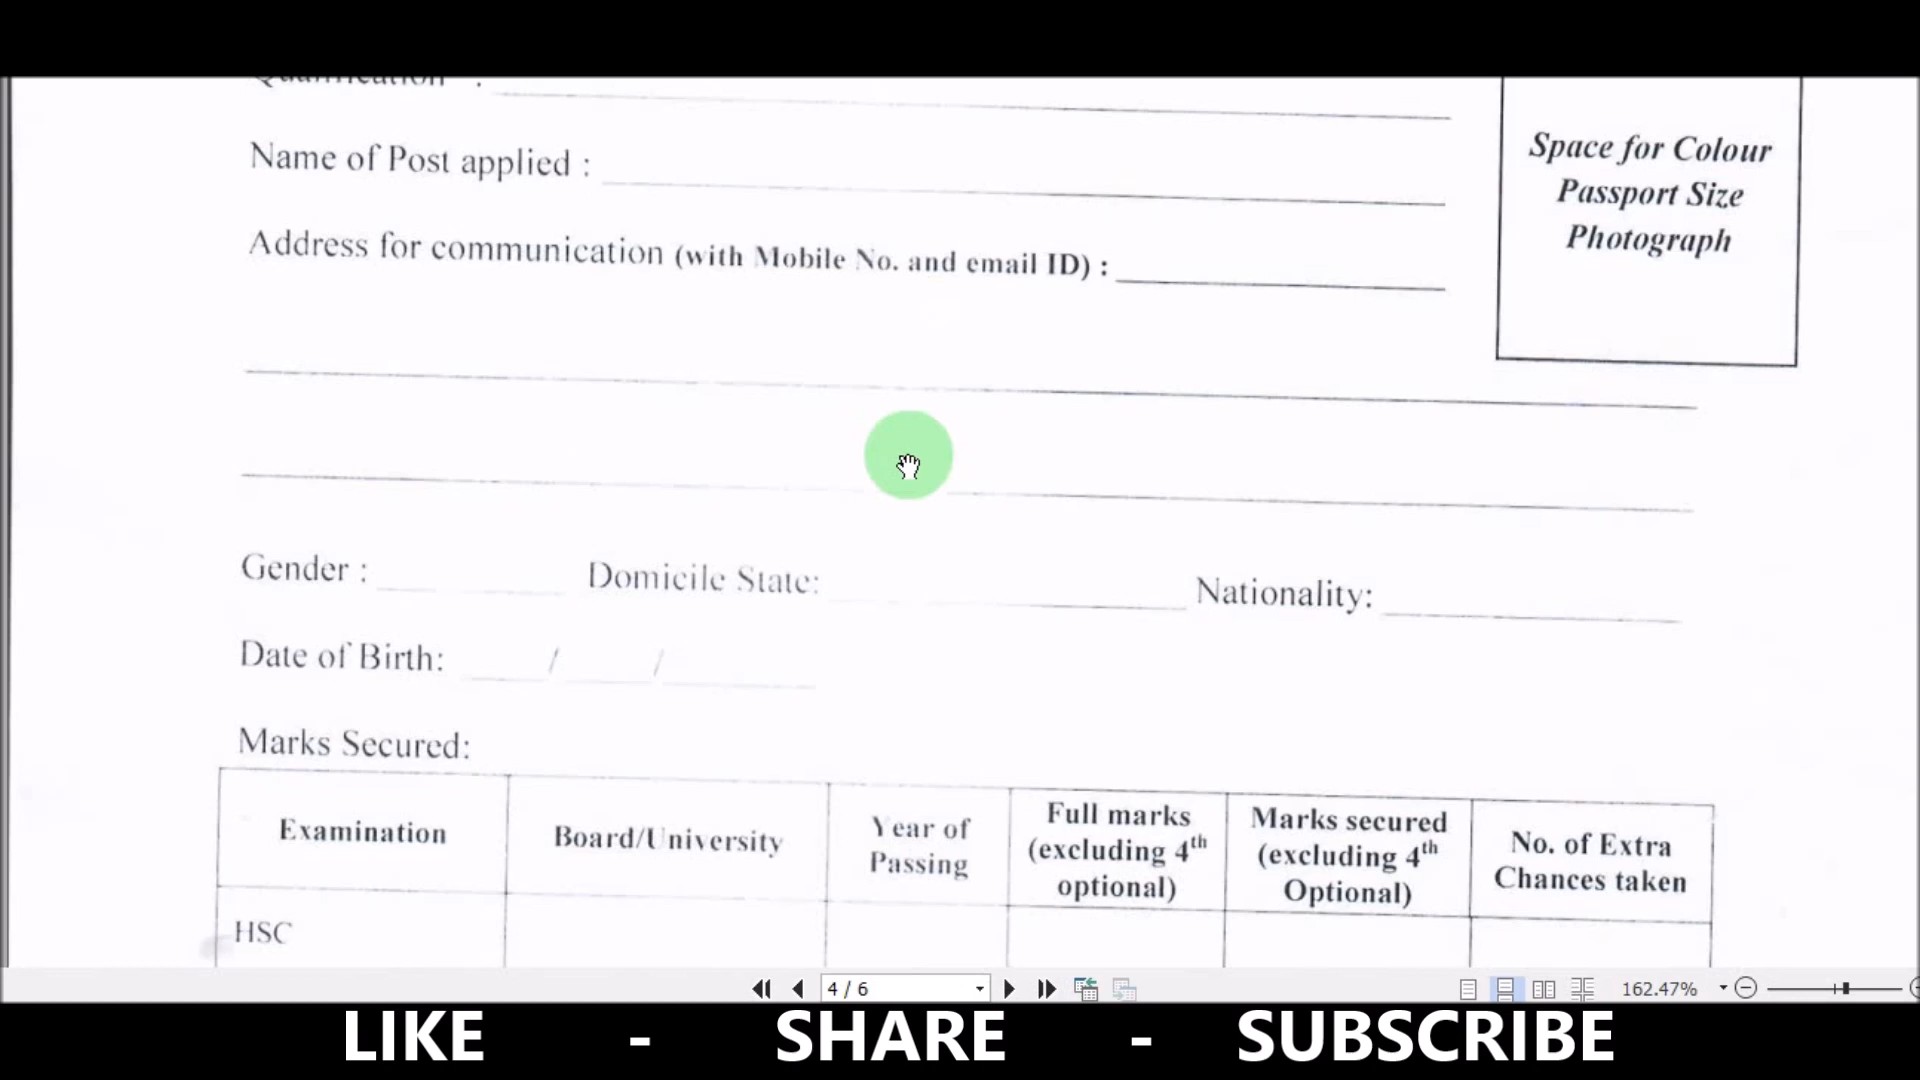 Qualification :
Name of Post applied :
Address for communication (with Mobile No. and email ID) :
Space for Colour
Passport Size
Photograph
Gender : Domicile State: Nationality:
Date of Birth: / /
Marks Secured:
Examination
Board/University
Year of
Passing
Full marks
(excluding 4th
optional)
Marks secured
(excluding 4th
Optional)
No. of Extra
Chances taken
HSC
4 / 6
162.47%
LIKE - SHARE - SUBSCRIBE